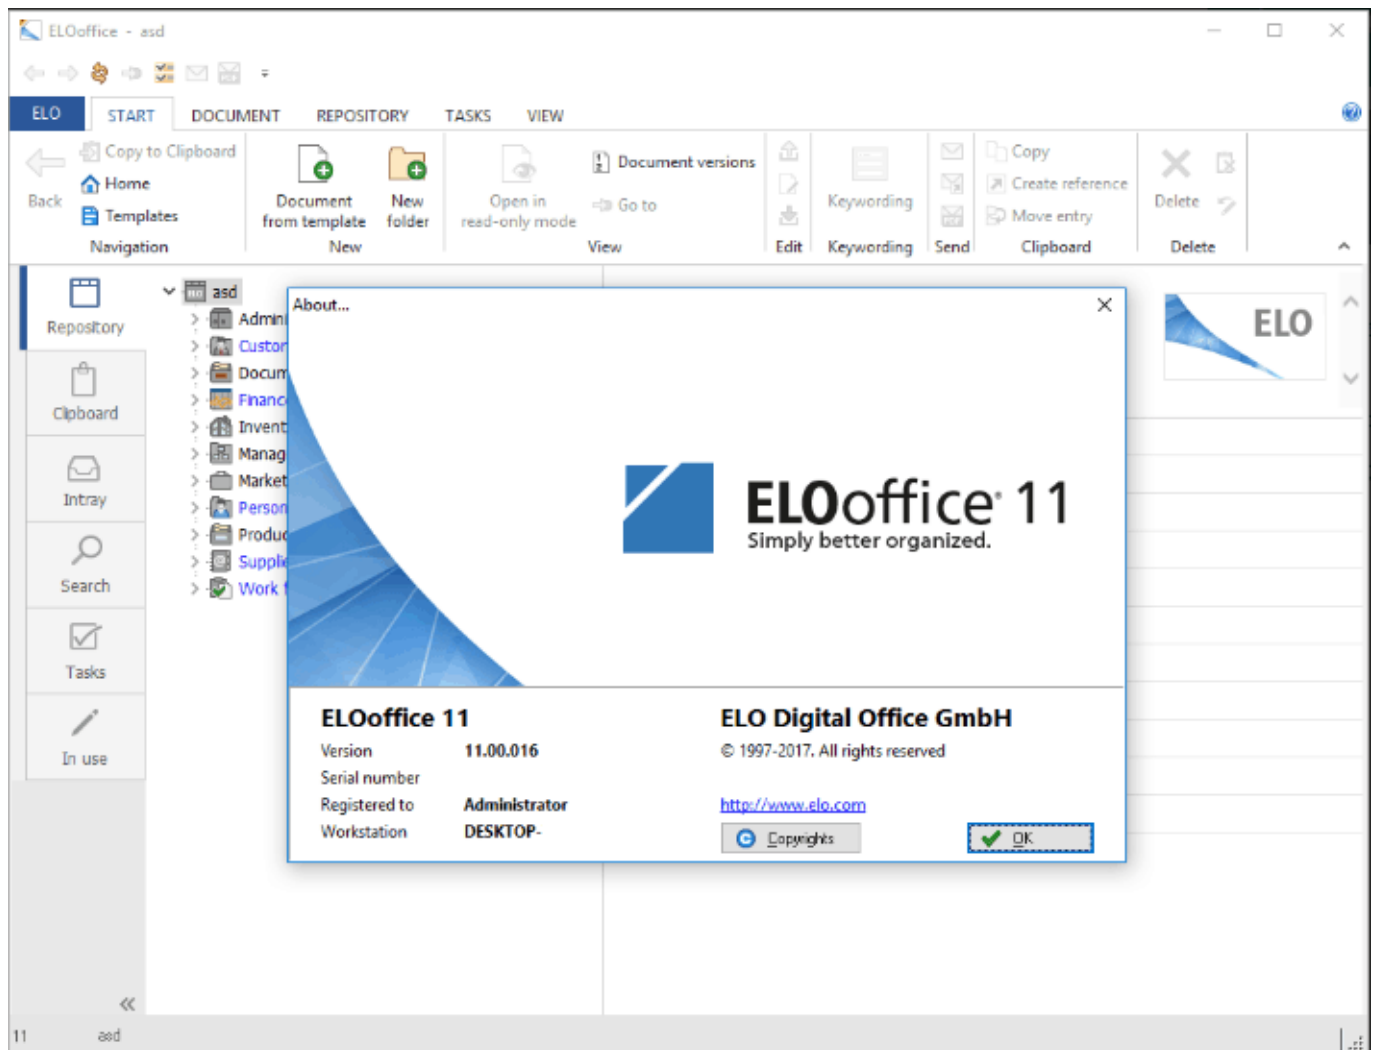 ELOoffice - asd
ELO START DOCUMENT REPOSITORY TASKS VIEW
Back
Copy to Clipboard
Home
Templates
Navigation
Document from template
New folder
New
Open in read-only mode
Document versions
Go to
View
Edit
Keywording
Keywording
Send
Copy
Create reference
Move entry
Clipboard
Delete
Delete
Repository
Clipboard
Intray
Search
Tasks
In use
asd
Admini
Custor
Docum
Financ
Invent
Manag
Market
Person
Produc
Supplie
Work f
ELO
About...
ELOoffice 11
Simply better organized.
ELOoffice 11
Version 11.00.016
Serial number
Registered to Administrator
Workstation DESKTOP-
ELO Digital Office GmbH
© 1997-2017. All rights reserved
http://www.elo.com
Copyrights
OK
11 asd